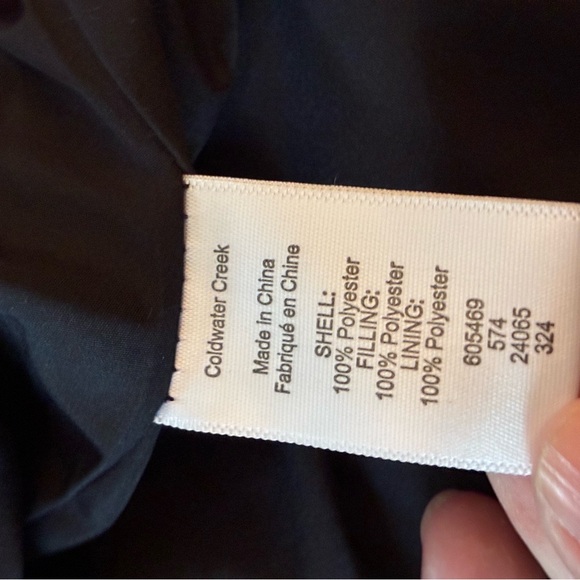 Coldwater Creek
Made in China
Fabriqué en Chine
SHELL:
100% Polyester
FILLING:
100% Polyester
LINING:
100% Polyester
605469
574
24065
324